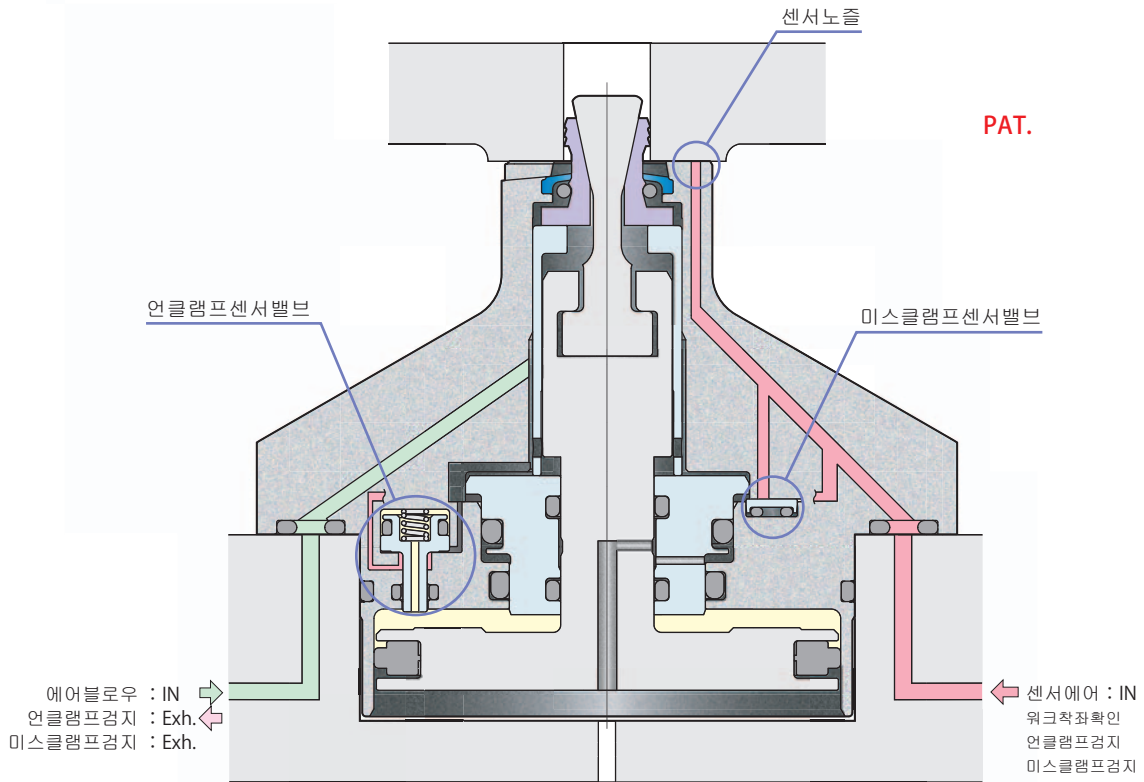 센서노즐
PAT.
언클램프센서밸브
미스클램프센서밸브
에어블로우 : IN
언클램프검지 : Exh.
미스클램프검지 : Exh.
센서에어 : IN
워크착좌확인
언클램프검지
미스클램프검지